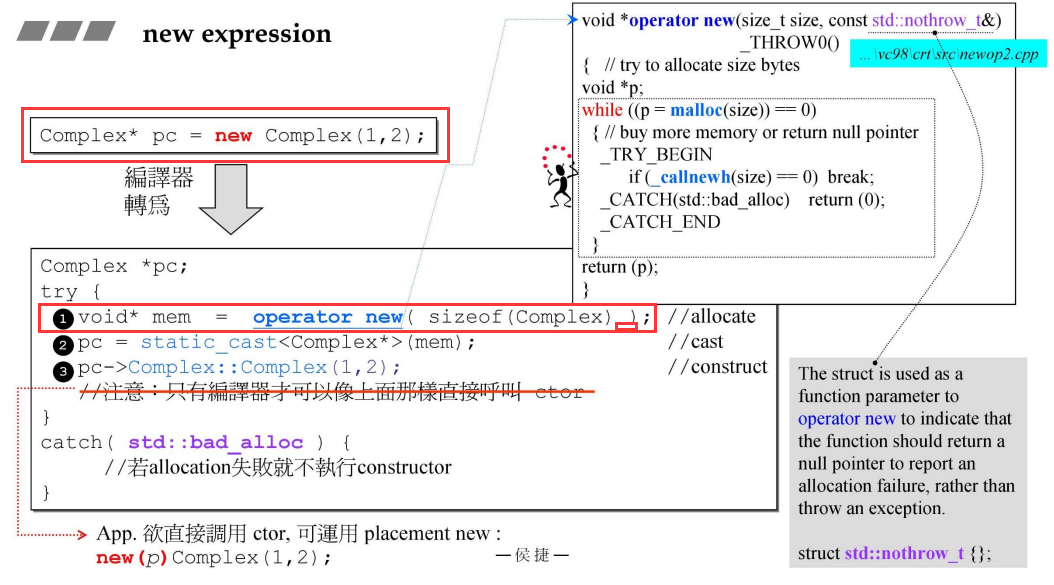 new expression
Complex* pc = new Complex(1,2);
編譯器
轉爲
Complex *pc;
try {
❶ void* mem = operator new( sizeof(Complex) ); //allocate
❷ pc = static_cast<Complex*>(mem); //cast
❸ pc->Complex::Complex(1,2); //construct
//注意：只有編譯器才可以像上面那樣直接呼叫 ctor
}
catch( std::bad_alloc ) {
//若allocation失敗就不執行constructor
}
App. 欲直接調用 ctor, 可運用 placement new :
new(p)Complex(1,2);
—侯捷—
void *operator new(size_t size, const std::nothrow_t&)
_THROW0()
...\vc98\crt\src\newop2.cpp
{ // try to allocate size bytes
void *p;
while ((p = malloc(size)) == 0)
{ // buy more memory or return null pointer
_TRY_BEGIN
if (_callnewh(size) == 0) break;
_CATCH(std::bad_alloc) return (0);
_CATCH_END
}
return (p);
}
The struct is used as a
function parameter to
operator new to indicate that
the function should return a
null pointer to report an
allocation failure, rather than
throw an exception.
struct std::nothrow_t {};